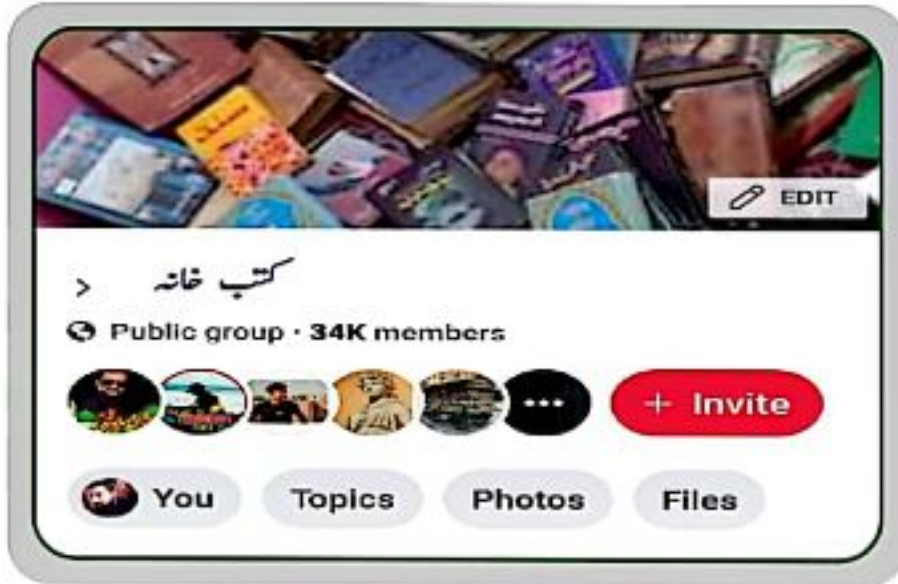 EDIT
کتب خانہ
Public group · 34K members
+ Invite
You
Topics
Photos
Files